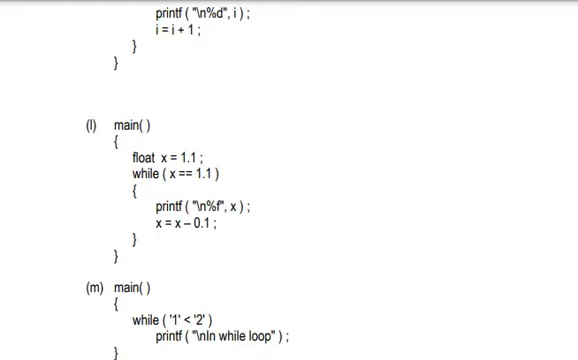 printf ( "\n%d", i ) ;
i = i + 1 ;
}
}
(l) main( )
{
float x = 1.1 ;
while ( x == 1.1 )
{
printf ( "\n%f", x ) ;
x = x – 0.1 ;
}
}
(m) main( )
{
while ( '1' < '2' )
printf ( "\nIn while loop" ) ;
}